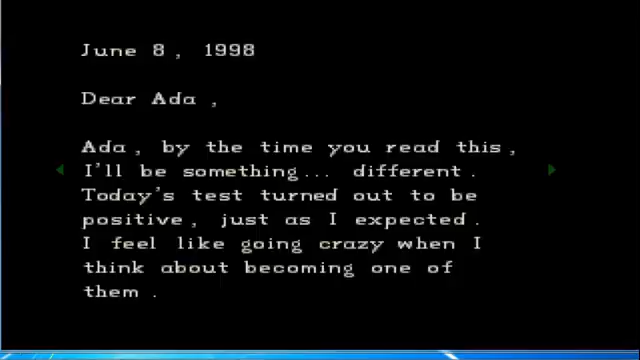 June 8, 1998
Dear Ada,
Ada, by the time you read this,
I'll be something... different.
Today's test turned out to be
positive, just as I expected.
I feel like going crazy when I
think about becoming one of
them.